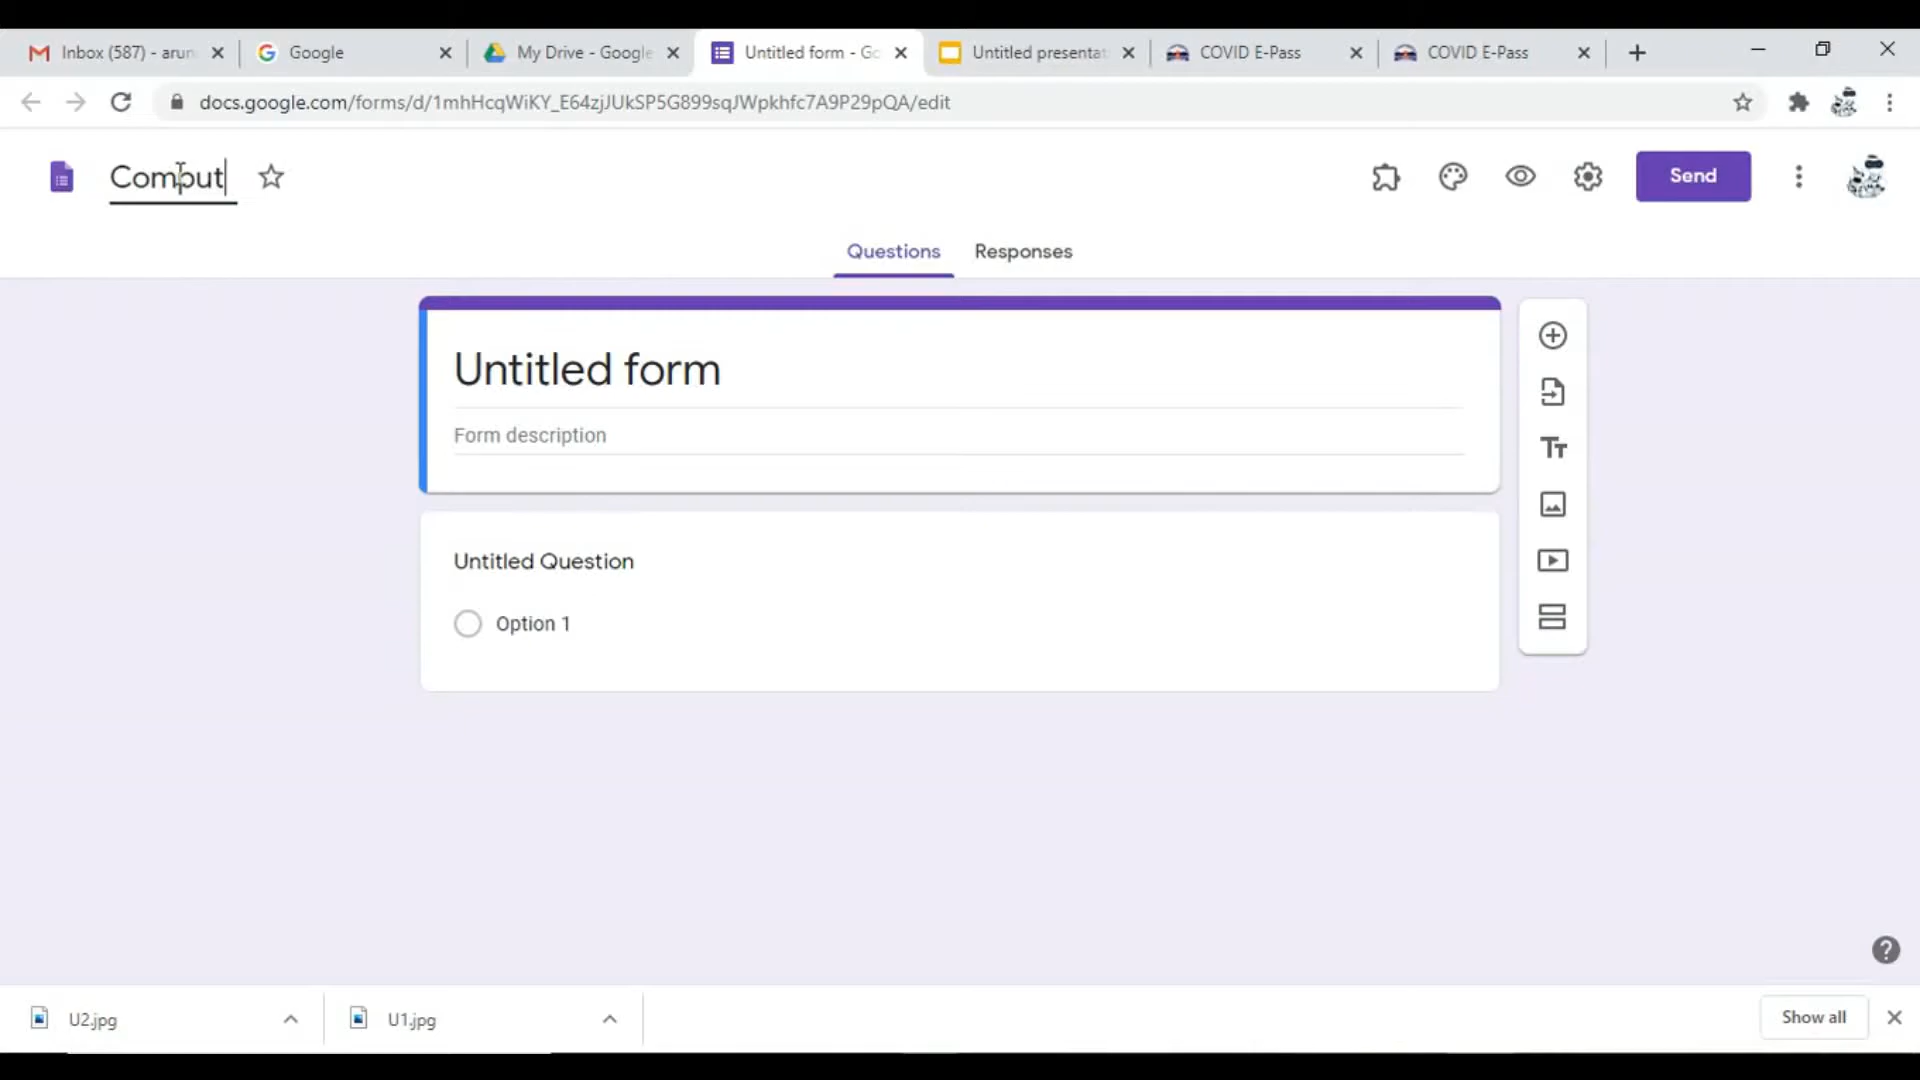 Inbox (587) - arun
Google
My Drive - Google
Untitled form - Go
Untitled presentat
COVID E-Pass
COVID E-Pass
docs.google.com/forms/d/1mhHcqWiKY_E64zjJUkSP5G899sqJWpkhfc7A9P29pQA/edit
Comput
Send
Questions
Responses
Untitled form
Form description
Tт
Untitled Question
Option 1
U2.jpg
U1.jpg
Show all